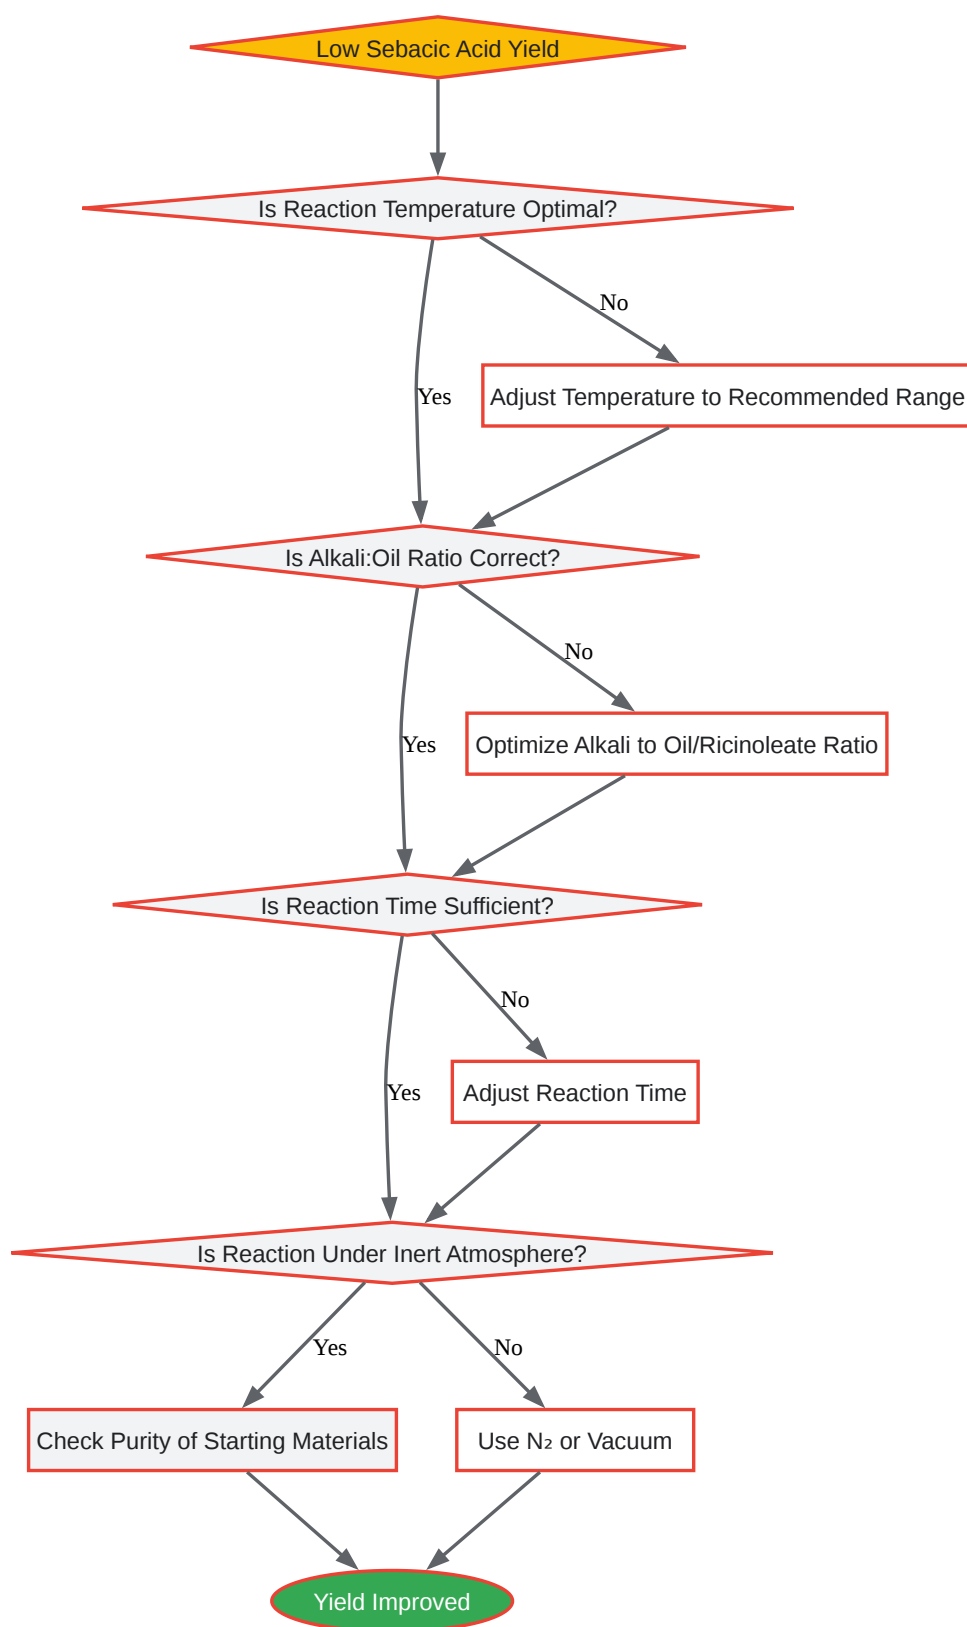 Low Sebacic Acid Yield
Is Reaction Temperature Optimal?
No
Yes
Adjust Temperature to Recommended Range
Is Alkali:Oil Ratio Correct?
No
Yes
Optimize Alkali to Oil/Ricinoleate Ratio
Is Reaction Time Sufficient?
No
Yes
Adjust Reaction Time
Is Reaction Under Inert Atmosphere?
Yes
No
Check Purity of Starting Materials
Use N₂ or Vacuum
Yield Improved